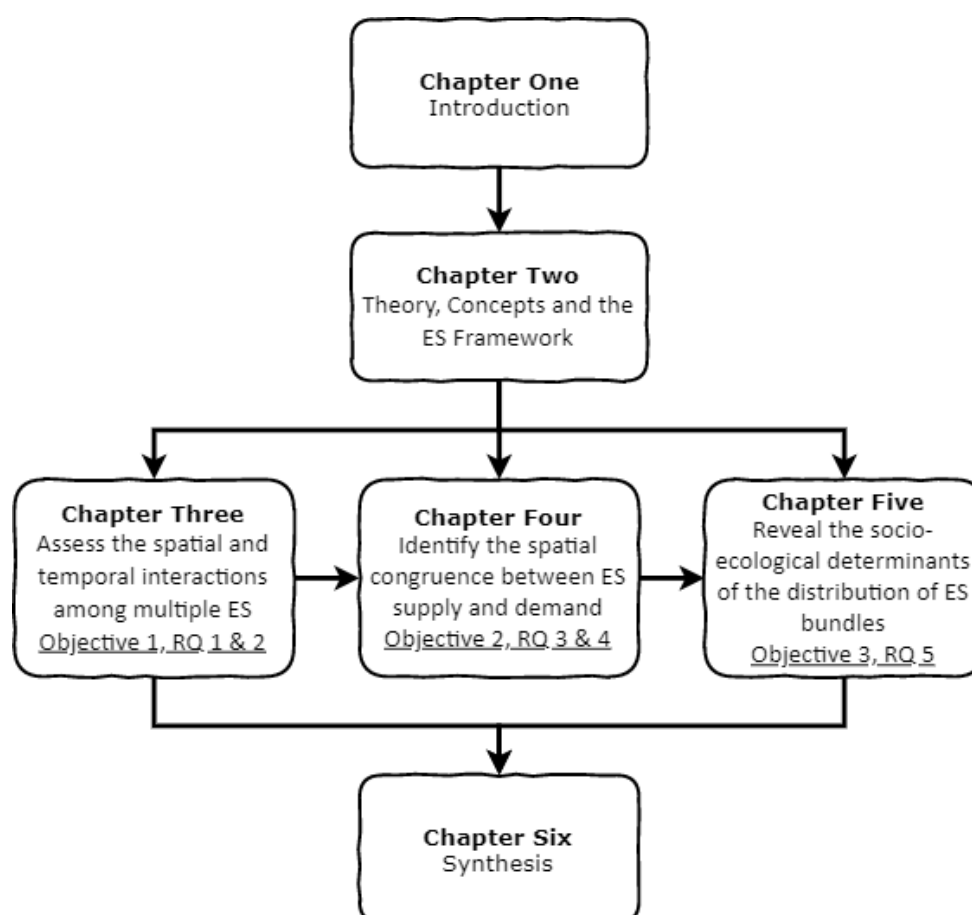 Chapter One
Introduction
Chapter Two
Theory, Concepts and the
ES Framework
Chapter Three
Assess the spatial and
temporal interactions
among multiple ES
Objective 1, RQ 1 & 2
Chapter Four
Identify the spatial
congruence between ES
supply and demand
Objective 2, RQ 3 & 4
Chapter Five
Reveal the socio-
ecological determinants
of the distribution of ES
bundles
Objective 3, RQ 5
Chapter Six
Synthesis